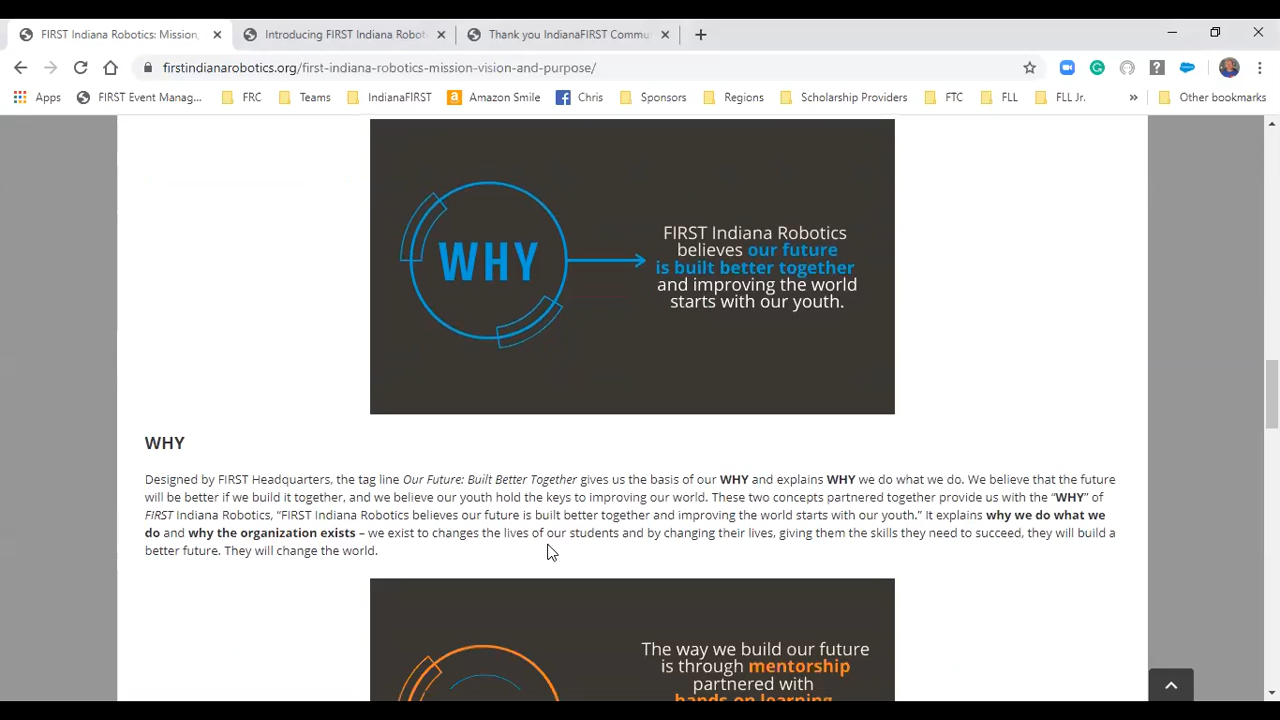 FIRST Indiana Robotics: Mission,
Introducing FIRST Indiana Robot
Thank you IndianaFIRST Commu
firstindianarobotics.org/first-indiana-robotics-mission-vision-and-purpose/
Apps FIRST Event Manag... FRC Teams IndianaFIRST Amazon Smile Chris Sponsors Regions Scholarship Providers FTC FLL FLL Jr. » Other bookmarks
WHY
FIRST Indiana Robotics
believes our future
is built better together
and improving the world
starts with our youth.
WHY
Designed by FIRST Headquarters, the tag line Our Future: Built Better Together gives us the basis of our WHY and explains WHY we do what we do. We believe that the future
will be better if we build it together, and we believe our youth hold the keys to improving our world. These two concepts partnered together provide us with the “WHY” of
FIRST Indiana Robotics, “FIRST Indiana Robotics believes our future is built better together and improving the world starts with our youth.” It explains why we do what we
do and why the organization exists – we exist to changes the lives of our students and by changing their lives, giving them the skills they need to succeed, they will build a
better future. They will change the world.
The way we build our future
is through mentorship
partnered with
hands-on learning